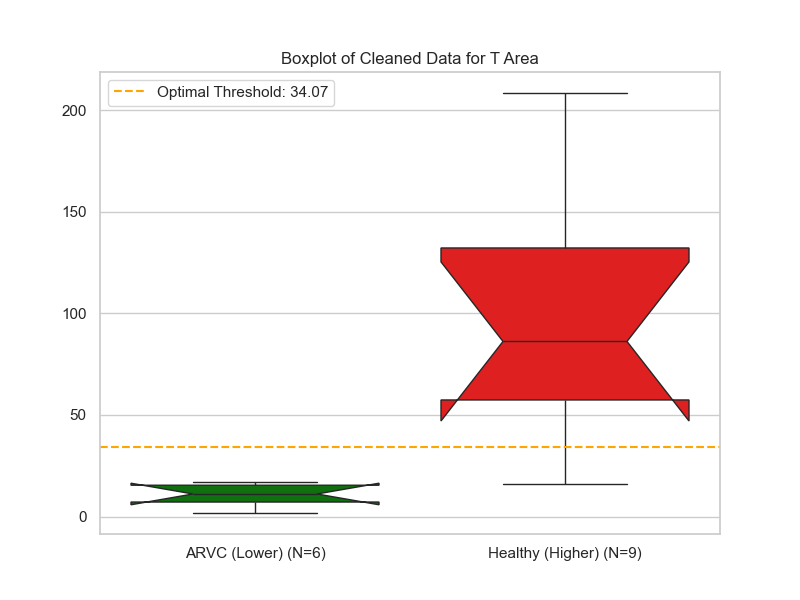 Boxplot of Cleaned Data for T Area
Optimal Threshold: 34.07
200
150
100
50
0
ARVC (Lower) (N=6)
Healthy (Higher) (N=9)